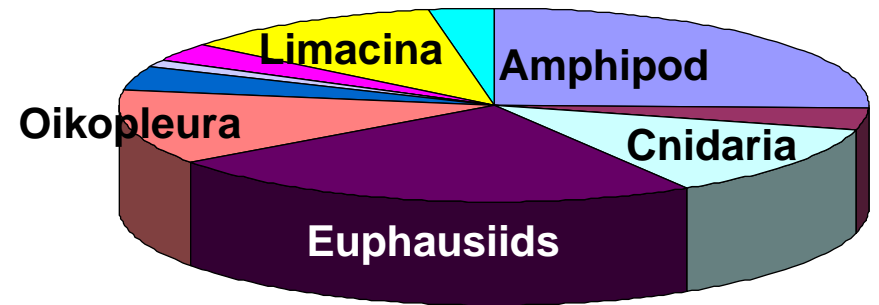 Limacina
Amphipod
Oikopleura
Cnidaria
Euphausiids